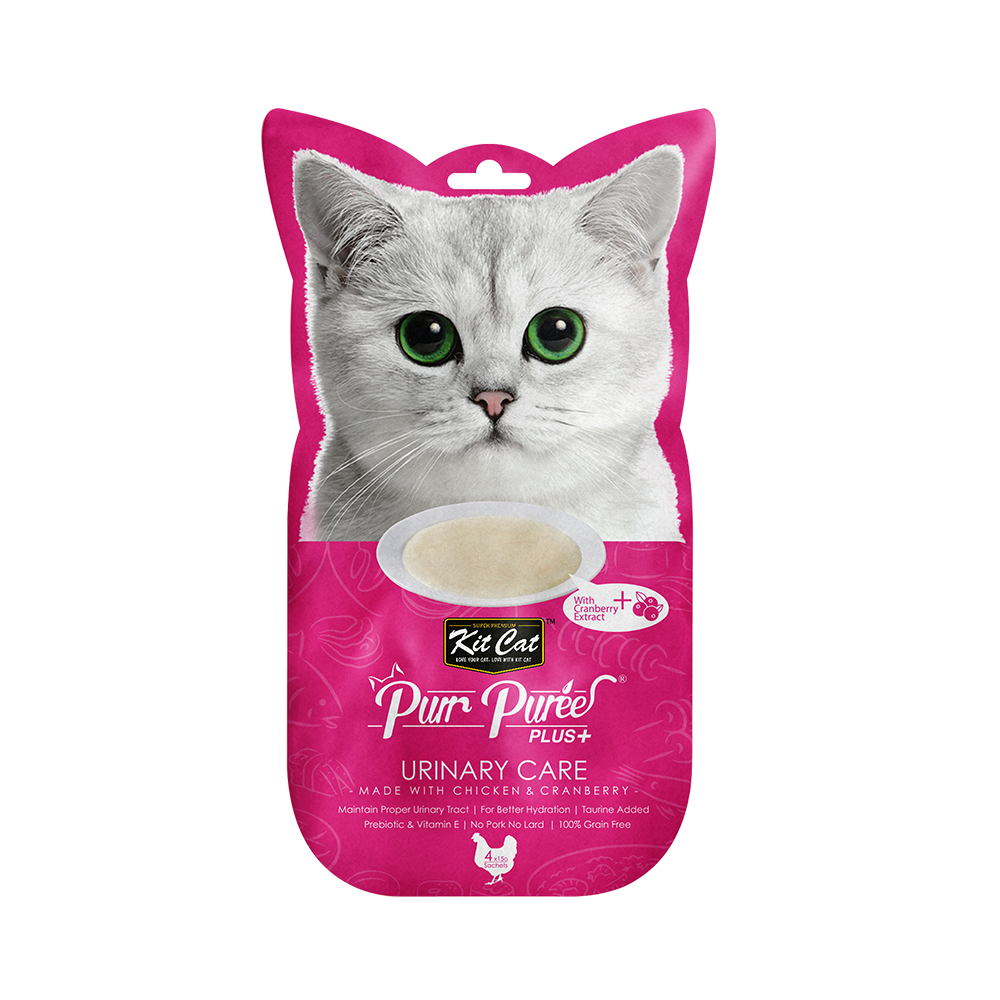 With
Cranberry
Extract
SUPER PREMIUM
Kit Cat ™
LOVE YOUR CAT, LOVE WITH KIT CAT
Purr Purée ®
PLUS+
URINARY CARE
- MADE WITH CHICKEN & CRANBERRY -
Maintain Proper Urinary Tract | For Better Hydration | Taurine Added
Prebiotic & Vitamin E | No Pork No Lard | 100% Grain Free
4 x15g
Sachets